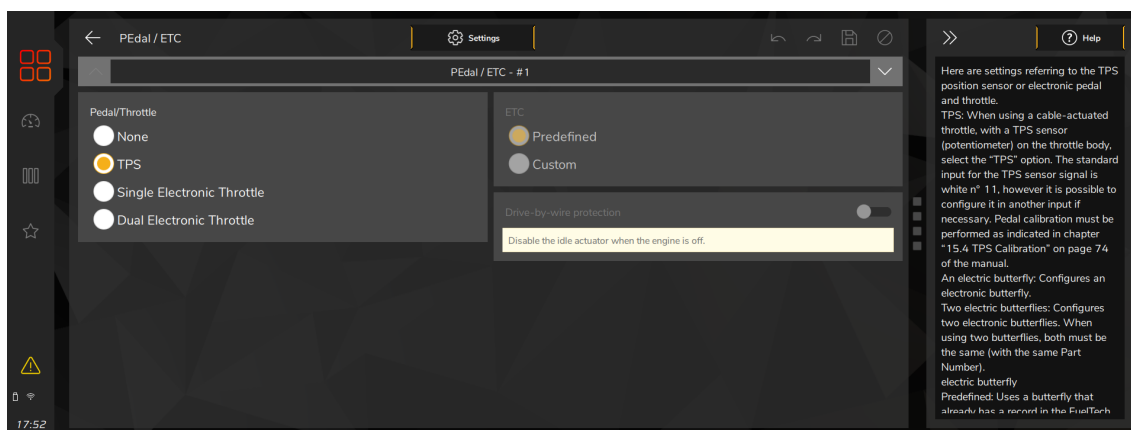 PEdal / ETC
Settings
Help
PEdal / ETC - #1
Pedal/Throttle
None
TPS
Single Electronic Throttle
Dual Electronic Throttle
ETC
Predefined
Custom
Drive-by-wire protection
Disable the idle actuator when the engine is off.
Here are settings referring to the TPS
position sensor or electronic pedal
and throttle.
TPS: When using a cable-actuated
throttle, with a TPS sensor
(potentiometer) on the throttle body,
select the “TPS” option. The standard
input for the TPS sensor signal is
white n° 11, however it is possible to
configure it in another input if
necessary. Pedal calibration must be
performed as indicated in chapter
“15.4 TPS Calibration” on page 74
of the manual.
An electric butterfly: Configures an
electronic butterfly.
Two electric butterflies: Configures
two electronic butterflies. When
using two butterflies, both must be
the same (with the same Part
Number).
electric butterfly
Predefined: Uses a butterfly that
already has a record in the FuelTech
17:52